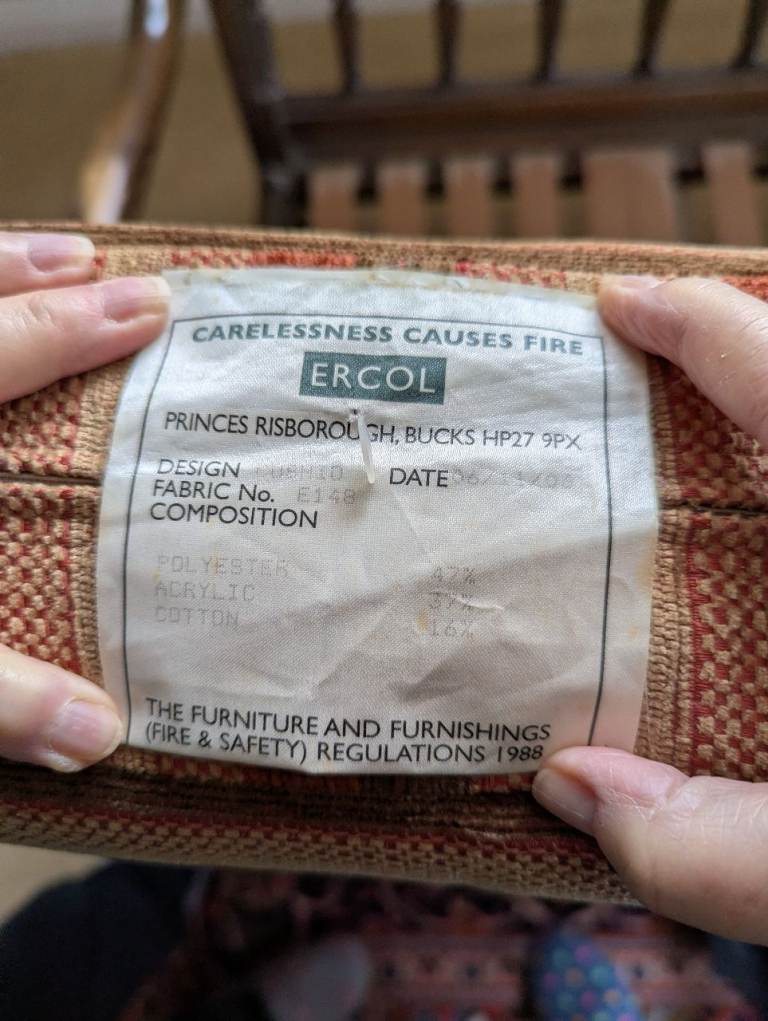 CARELESSNESS CAUSES FIRE
ERCOL
PRINCES RISBOROUGH, BUCKS HP27 9PX
DESIGN DATE
FABRIC No. E148
COMPOSITION
POLYESTER 47%
ACRYLIC 37%
COTTON 16%
THE FURNITURE AND FURNISHINGS
(FIRE & SAFETY) REGULATIONS 1988